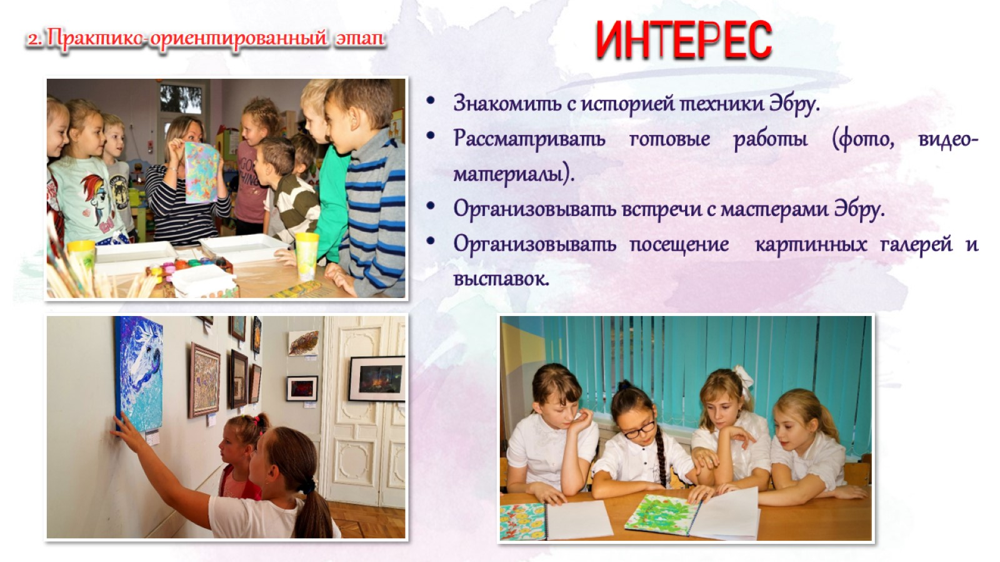 2. Практико-ориентированный этап
ИНТЕРЕС
• Знакомить с историей техники Эбру.
• Рассматривать готовые работы (фото, видео-
материалы).
• Организовывать встречи с мастерами Эбру.
• Организовывать посещение картинных галерей и
выставок.